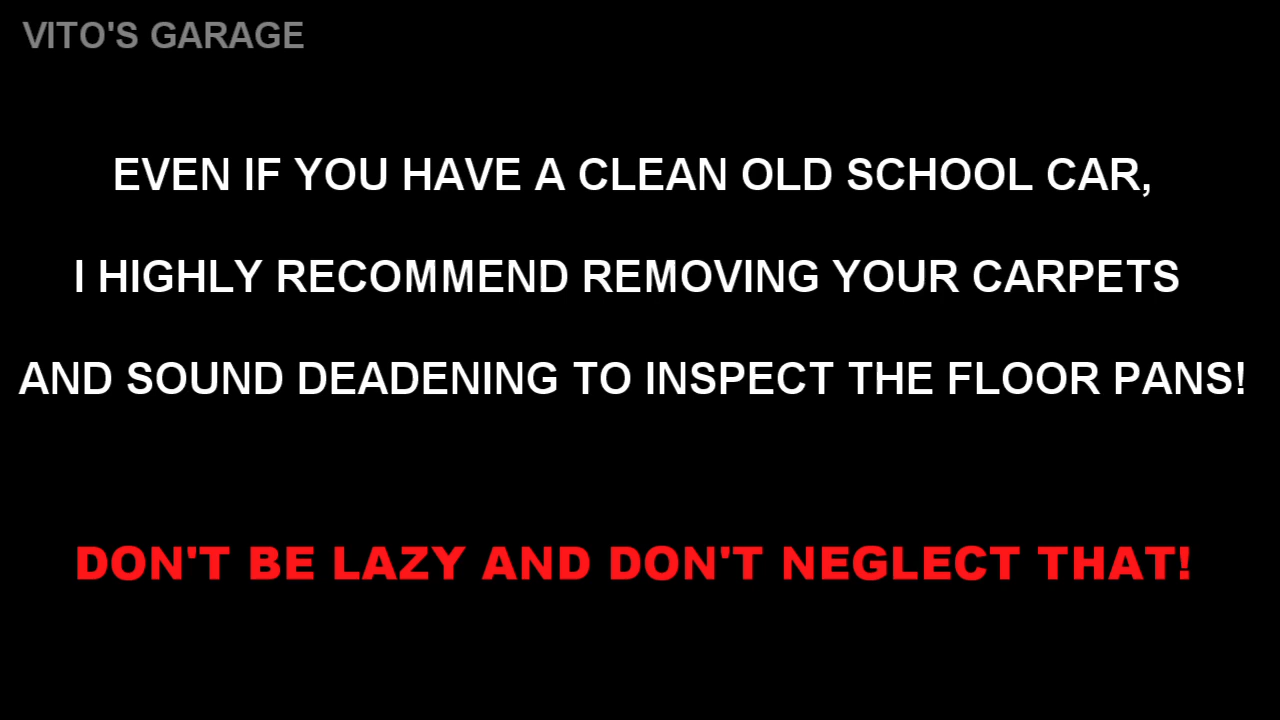 VITO'S GARAGE
EVEN IF YOU HAVE A CLEAN OLD SCHOOL CAR,
I HIGHLY RECOMMEND REMOVING YOUR CARPETS
AND SOUND DEADENING TO INSPECT THE FLOOR PANS!
DON'T BE LAZY AND DON'T NEGLECT THAT!